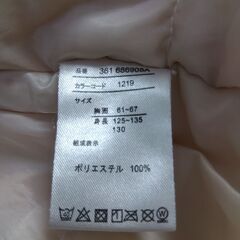 品番 361 686908A
カラーコード 1219
サイズ
胸囲 61~67
身長 125~135
130
組成表示
ポリエステル 100%